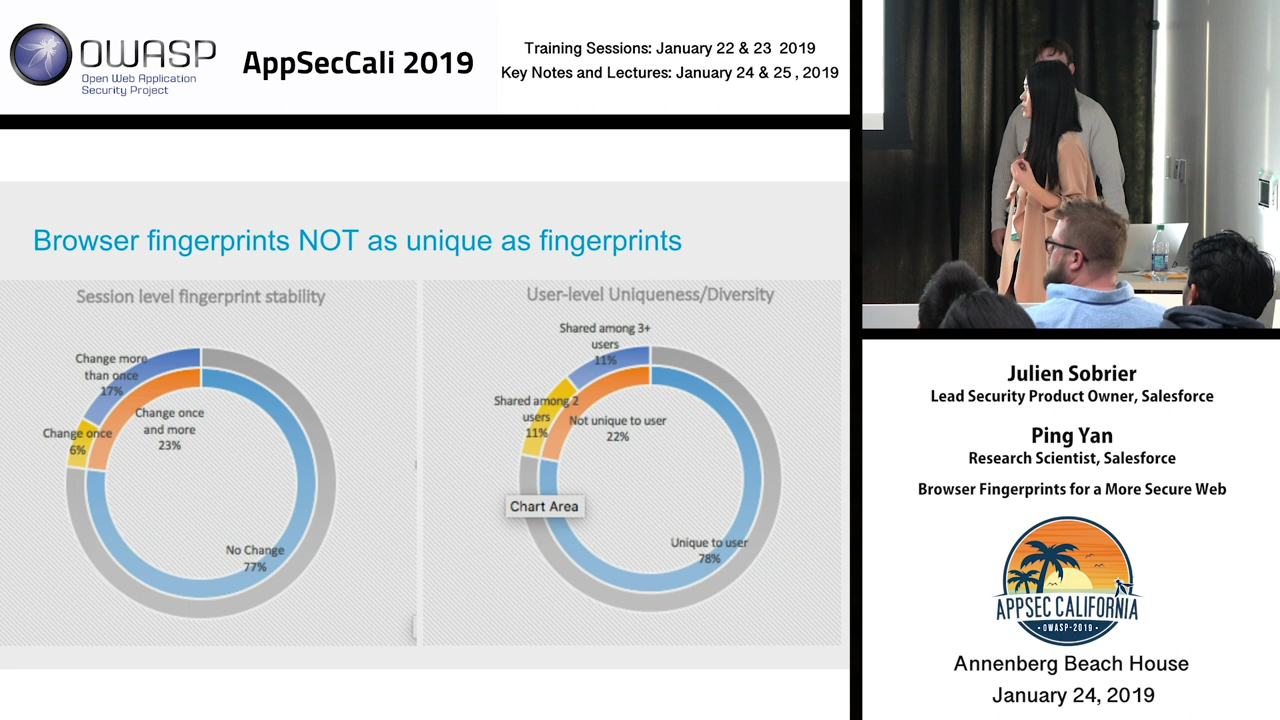 OWASP
Open Web Application
Security Project
AppSecCali 2019
Training Sessions: January 22 & 23 2019
Key Notes and Lectures: January 24 & 25, 2019
Browser fingerprints NOT as unique as fingerprints
Session level fingerprint stability
Change more
than once
17%
Change once
and more
23%
Change once
6%
No Change
77%
User-level Uniqueness/Diversity
Shared among 3+
users
11%
Shared among 2
users
11%
Not unique to user
22%
Chart Area
Unique to user
78%
Julien Sobrier
Lead Security Product Owner, Salesforce
Ping Yan
Research Scientist, Salesforce
Browser Fingerprints for a More Secure Web
APPSEC CALIFORNIA
• OWASP-2019 •
Annenberg Beach House
January 24, 2019